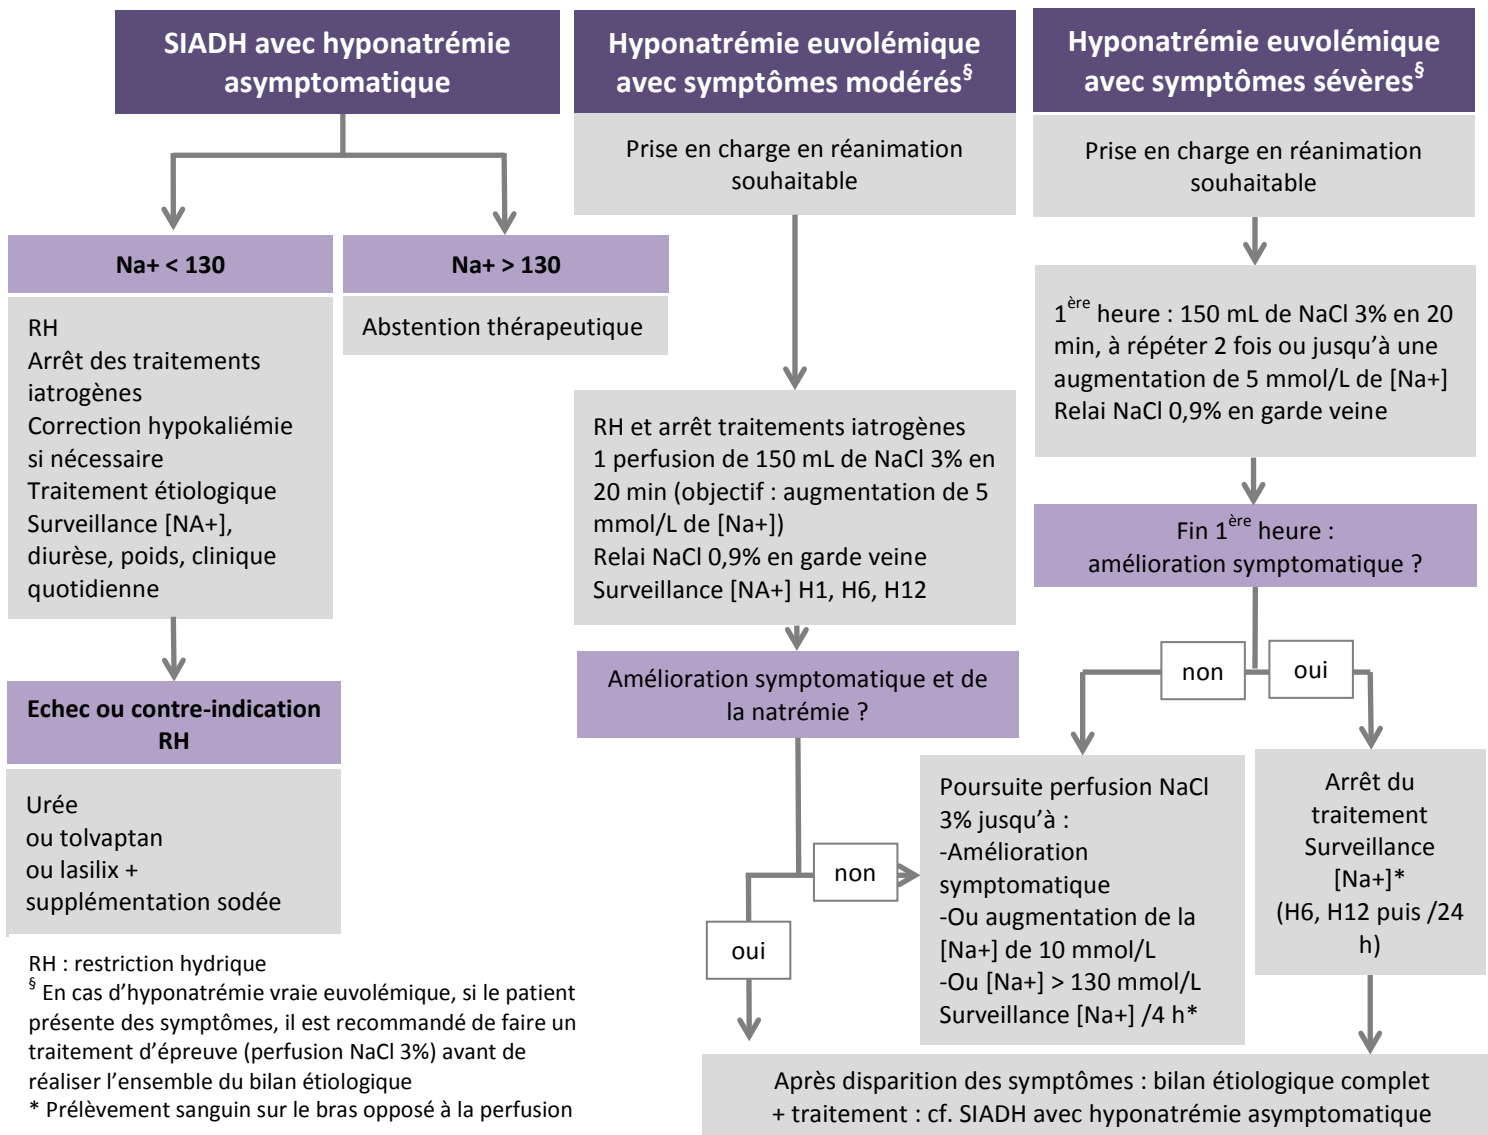 SIADH avec hyponatrémie
asymptomatique
Na+ < 130
RH
Arrêt des traitements
iatrogènes
Correction hypokaliémie
si nécessaire
Traitement étiologique
Surveillance [NA+],
diurèse, poids, clinique
quotidienne
Echec ou contre-indication
RH
Urée
ou tolvaptan
ou lasilix +
supplémentation sodée
Na+ > 130
Abstention thérapeutique
Hyponatrémie euvolémique
avec symptômes modérés§
Prise en charge en réanimation
souhaitable
RH et arrêt traitements iatrogènes
1 perfusion de 150 mL de NaCl 3% en
20 min (objectif : augmentation de 5
mmol/L de [Na+])
Relai NaCl 0,9% en garde veine
Surveillance [NA+] H1, H6, H12
Amélioration symptomatique et de
la natrémie ?
non
oui
Hyponatrémie euvolémique
avec symptômes sévères§
Prise en charge en réanimation
souhaitable
1ère heure : 150 mL de NaCl 3% en 20
min, à répéter 2 fois ou jusqu’à une
augmentation de 5 mmol/L de [Na+]
Relai NaCl 0,9% en garde veine
Fin 1ère heure :
amélioration symptomatique ?
non
oui
Poursuite perfusion NaCl
3% jusqu’à :
-Amélioration
symptomatique
-Ou augmentation de la
[Na+] de 10 mmol/L
-Ou [Na+] > 130 mmol/L
Surveillance [Na+] /4 h*
Arrêt du
traitement
Surveillance
[Na+]*
(H6, H12 puis /24
h)
Après disparition des symptômes : bilan étiologique complet
+ traitement : cf. SIADH avec hyponatrémie asymptomatique
RH : restriction hydrique
§ En cas d’hyponatrémie vraie euvolémique, si le patient
présente des symptômes, il est recommandé de faire un
traitement d’épreuve (perfusion NaCl 3%) avant de
réaliser l’ensemble du bilan étiologique
* Prélèvement sanguin sur le bras opposé à la perfusion